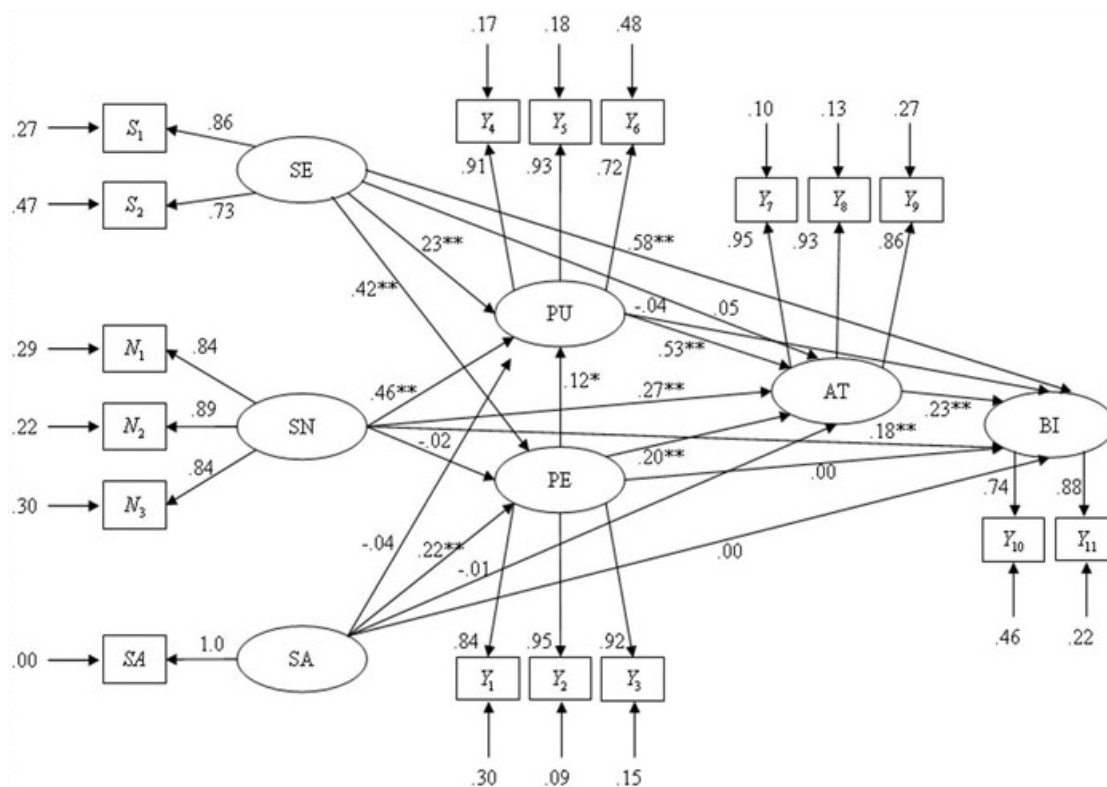 .17 .18 .48
Y4 Y5 Y6
.91 .93 .72
.27 S1 .86
SE
.47 S2 .73
.10 .13 .27
Y7 Y8 Y9
.95 .93 .86
.23**
.58**
.42**
PU
-.04
.05
.53**
.29 N1 .84
.22 N2 .89
SN
.30 N3 .84
.46**
.12*
.27**
AT
.23**
BI
-.02
.18**
PE
.20**
.00
.74 .88
Y10 Y11
.46 .22
-.04
.22**
-.01
.00
.00 SA 1.0
SA
.84 .95 .92
Y1 Y2 Y3
.30 .09 .15